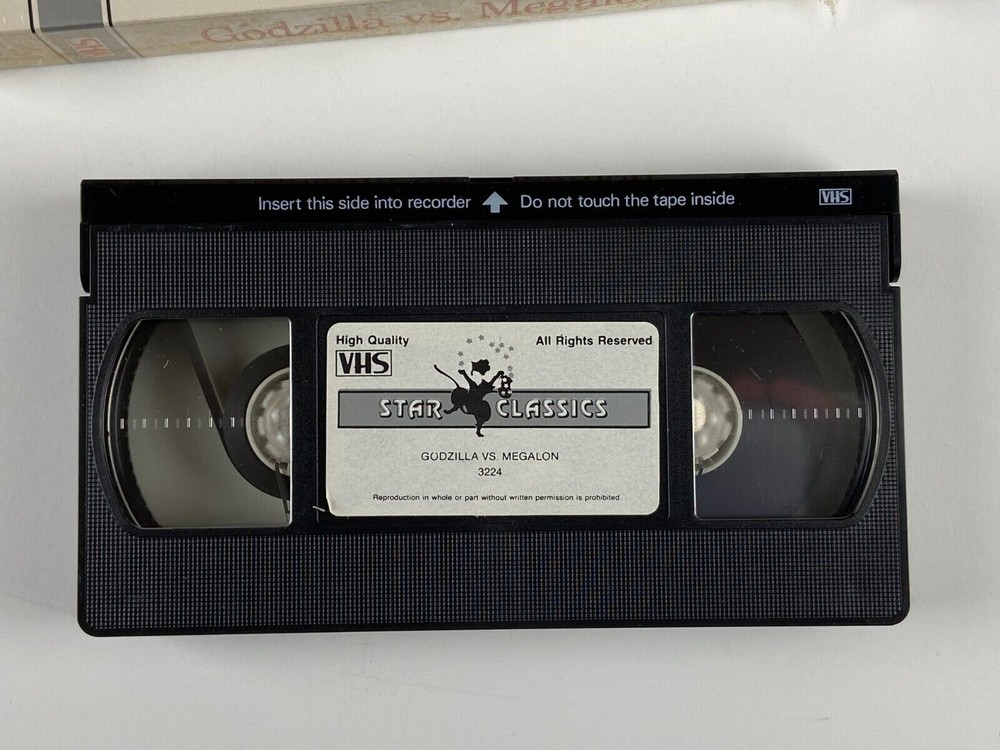 VHS
Godzilla vs. Megalon
Insert this side into recorder Do not touch the tape inside VHS
High Quality All Rights Reserved
VHS
STAR CLASSICS
GODZILLA VS. MEGALON
3224
Reproduction in whole or part without written permission is prohibited.